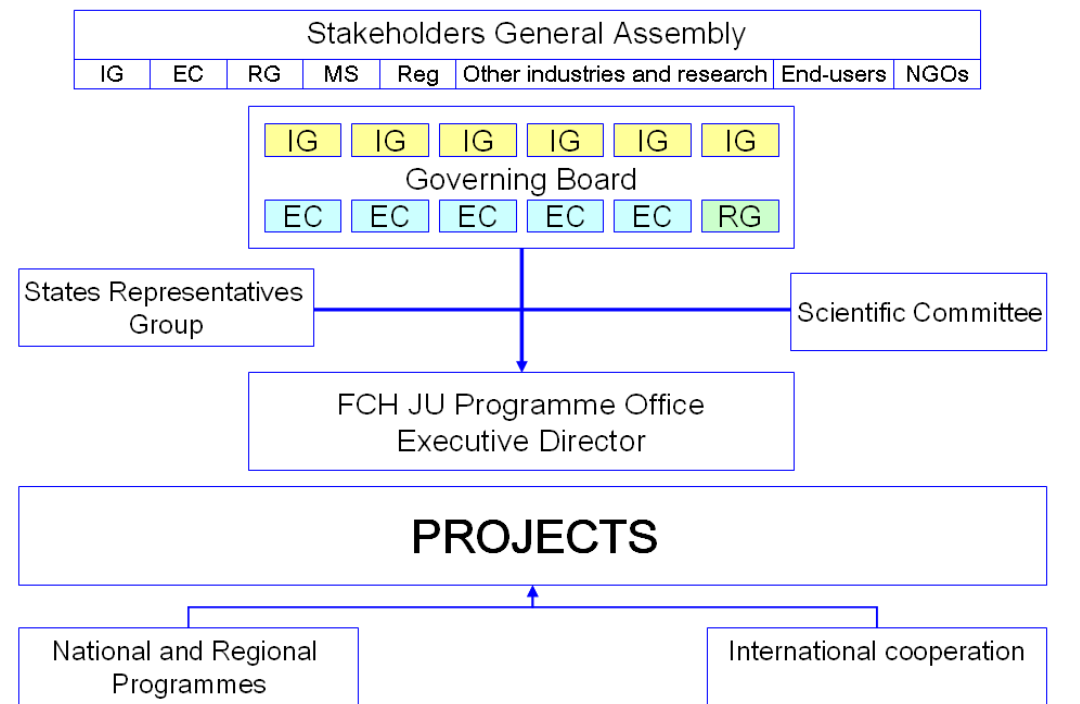 Stakeholders General Assembly
IG EC RG MS Reg Other industries and research End-users NGOs
IG IG IG IG IG IG
Governing Board
EC EC EC EC EC RG
States Representatives
Group
Scientific Committee
FCH JU Programme Office
Executive Director
PROJECTS
National and Regional
Programmes
International cooperation